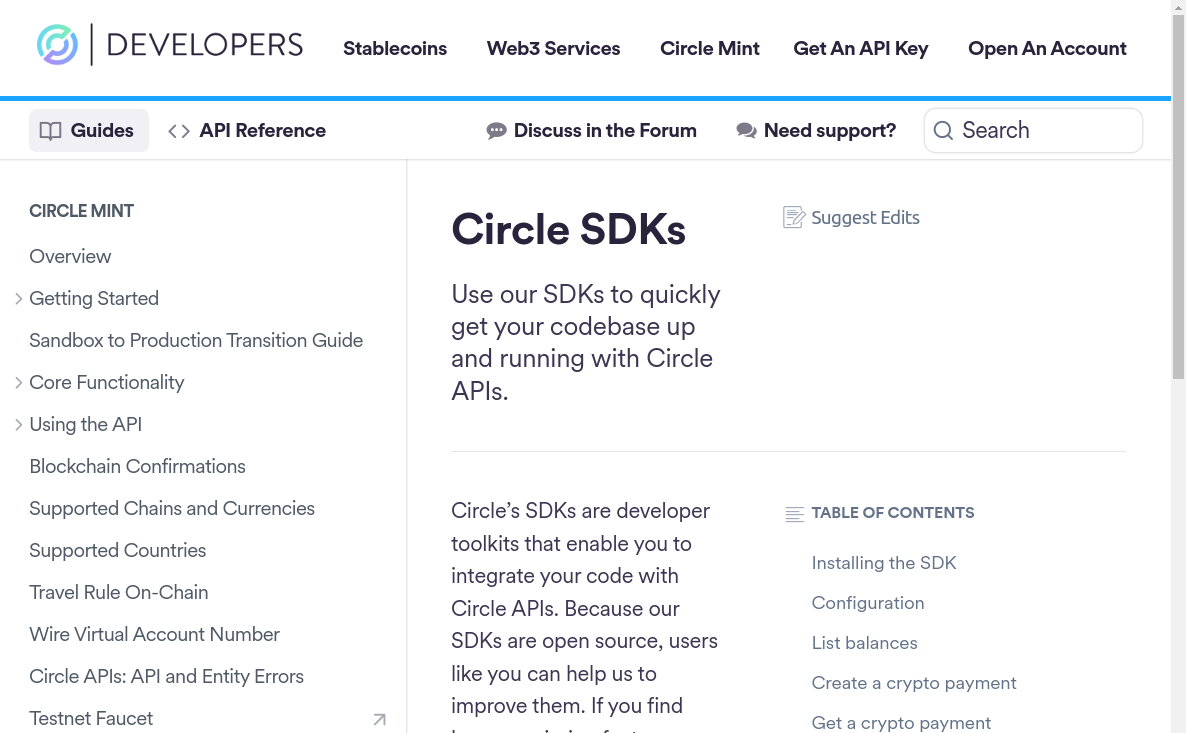 DEVELOPERS
Stablecoins
Web3 Services
Circle Mint
Get An API Key
Open An Account
Guides
API Reference
Discuss in the Forum
Need support?
Search
CIRCLE MINT
Overview
Getting Started
Sandbox to Production Transition Guide
Core Functionality
Using the API
Blockchain Confirmations
Supported Chains and Currencies
Supported Countries
Travel Rule On-Chain
Wire Virtual Account Number
Circle APIs: API and Entity Errors
Testnet Faucet
Circle SDKs
Suggest Edits
Use our SDKs to quickly
get your codebase up
and running with Circle
APIs.
Circle’s SDKs are developer
toolkits that enable you to
integrate your code with
Circle APIs. Because our
SDKs are open source, users
like you can help us to
improve them. If you find
TABLE OF CONTENTS
Installing the SDK
Configuration
List balances
Create a crypto payment
Get a crypto payment